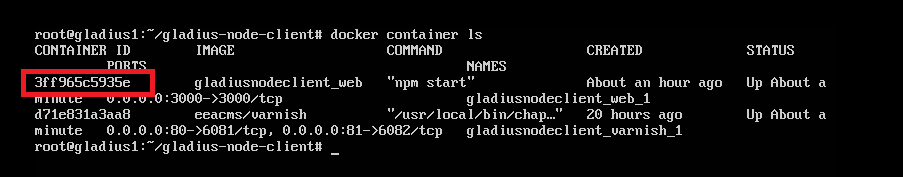 root@gladius1:~/gladius-node-client# docker container ls
CONTAINER ID        IMAGE                   COMMAND                  CREATED             STATUS
         PORTS                                            NAMES
3ff965c5935e        gladiusnodeclient_web   "npm start"              About an hour ago   Up About a
minute   0.0.0.0:3000->3000/tcp                           gladiusnodeclient_web_1
d71e831a3aa8        eeacms/varnish          "/usr/local/bin/chap…"   20 hours ago        Up About a
minute   0.0.0.0:80->6081/tcp, 0.0.0.0:81->6082/tcp   gladiusnodeclient_varnish_1
root@gladius1:~/gladius-node-client# _